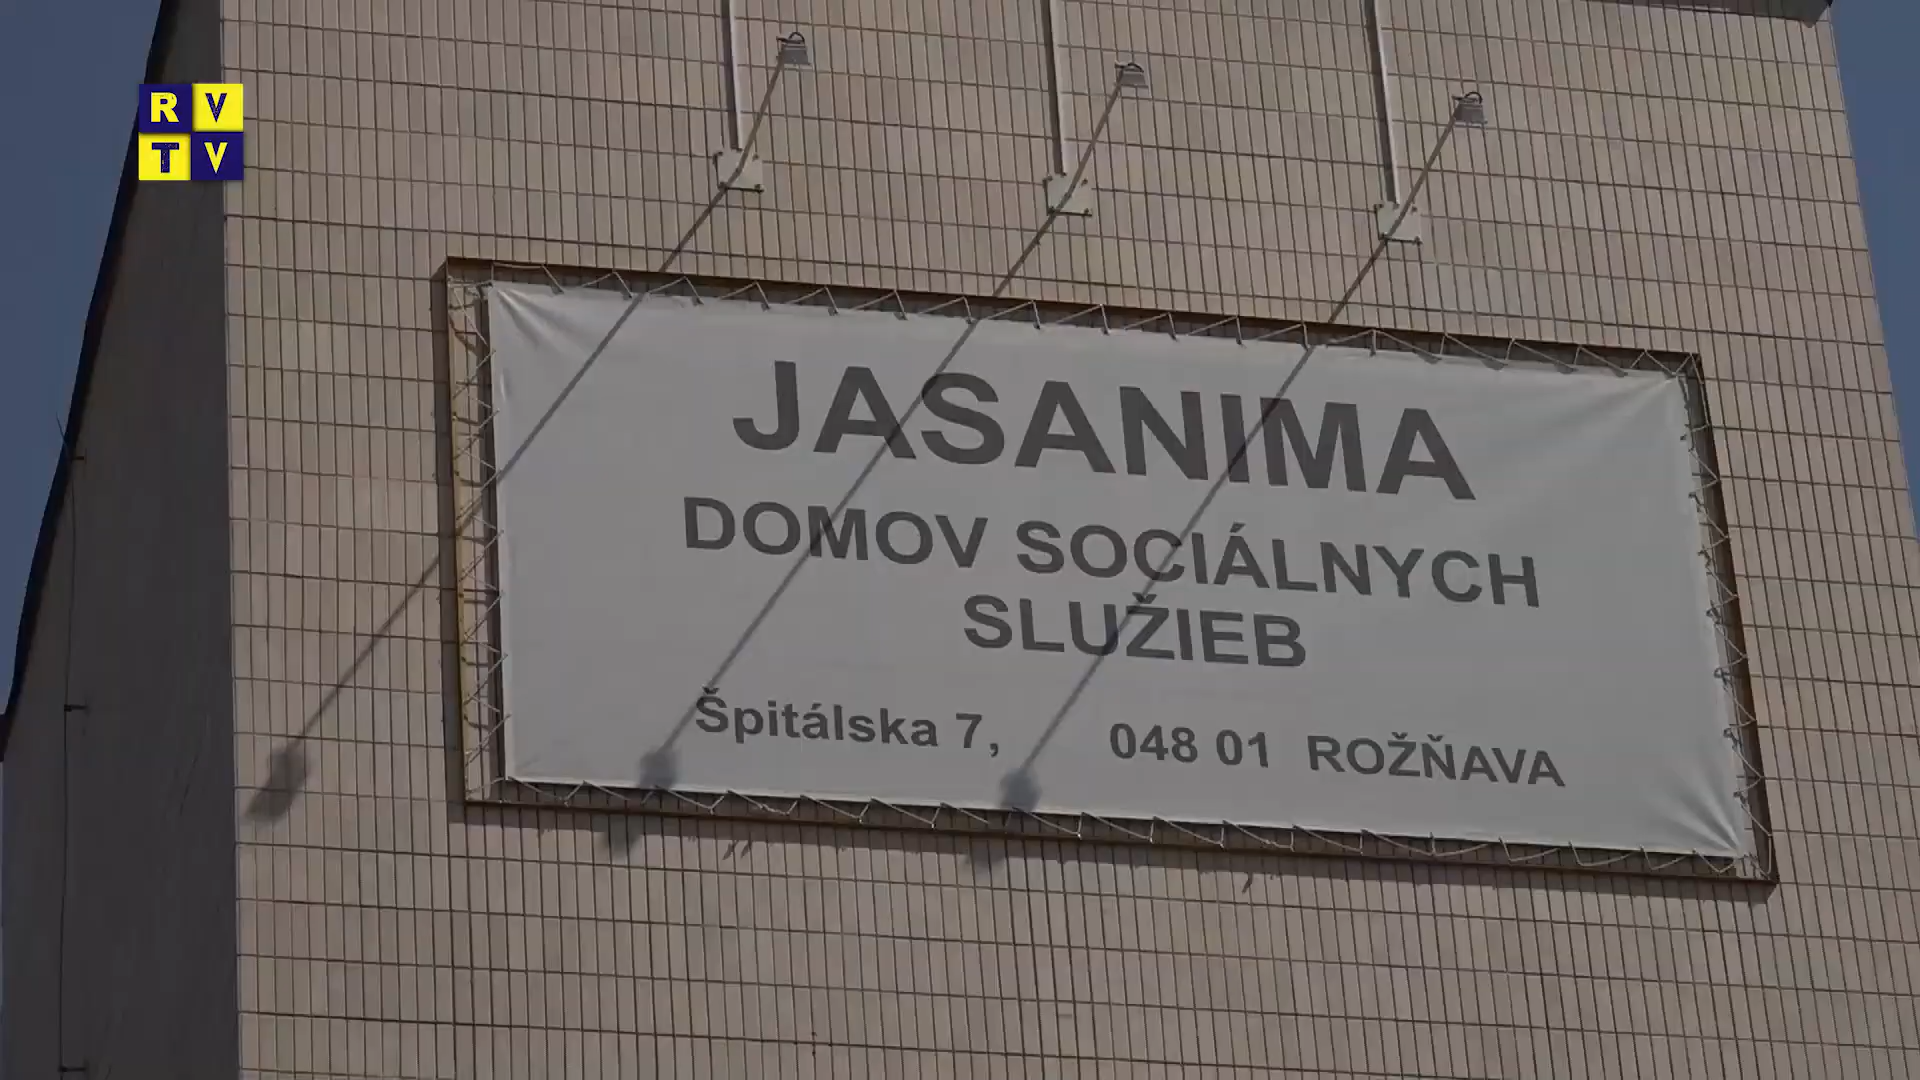 RV
TV
JASANIMA
DOMOV SOCIÁLNYCH
SLUŽIEB
Špitálska 7, 048 01 ROŽŇAVA